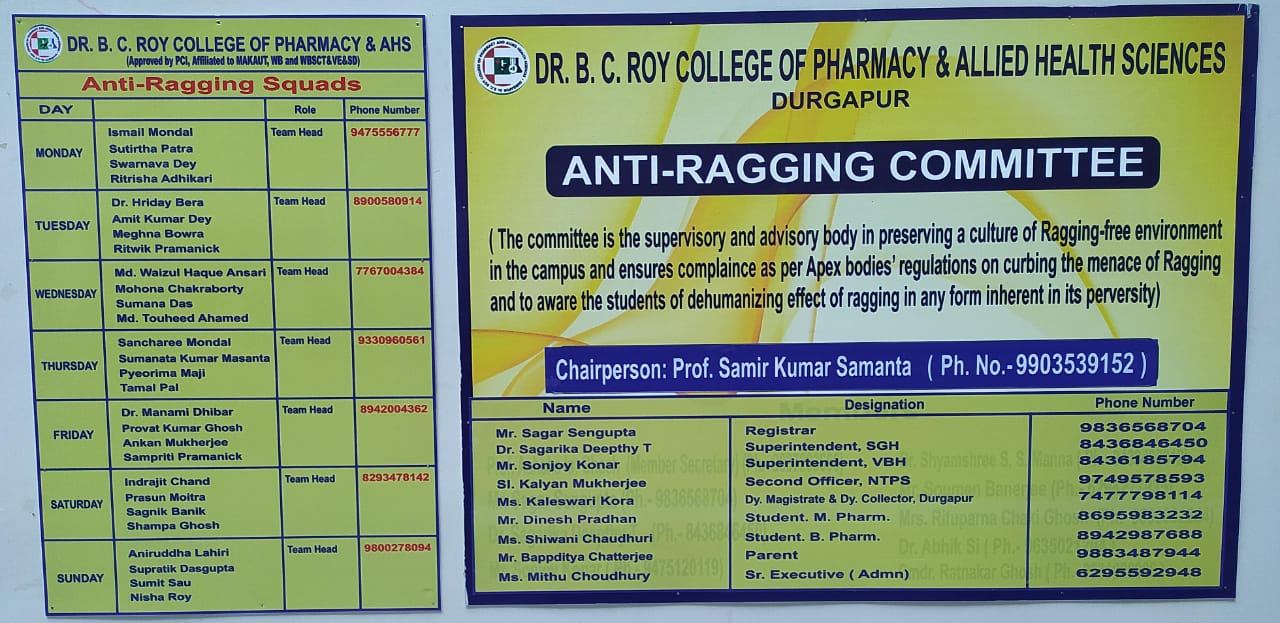 DR. B. C. ROY COLLEGE OF PHARMACY & AHS
(Approved by PCI, Affiliated to MAKAUT, WB and WBSCT&VE&SD)
Anti-Ragging Squads
DAY Role Phone Number
MONDAY
Ismail Mondal Team Head 9475556777
Sutirtha Patra
Swarnava Dey
Ritrisha Adhikari
TUESDAY
Dr. Hriday Bera Team Head 8900580914
Amit Kumar Dey
Meghna Bowra
Ritwik Pramanick
WEDNESDAY
Md. Waizul Haque Ansari Team Head 7767004384
Mohona Chakraborty
Sumana Das
Md. Touheed Ahamed
THURSDAY
Sancharee Mondal Team Head 9330960561
Sumanata Kumar Masanta
Pyeorima Maji
Tamal Pal
FRIDAY
Dr. Manami Dhibar Team Head 8942004362
Provat Kumar Ghosh
Ankan Mukherjee
Sampriti Pramanick
SATURDAY
Indrajit Chand Team Head 8293478142
Prasun Moitra
Sagnik Banik
Shampa Ghosh
SUNDAY
Aniruddha Lahiri Team Head 9800278094
Supratik Dasgupta
Sumit Sau
Nisha Roy
DR. B. C. ROY COLLEGE OF PHARMACY & ALLIED HEALTH SCIENCES
DURGAPUR
ANTI-RAGGING COMMITTEE
( The committee is the supervisory and advisory body in preserving a culture of Ragging-free environment
in the campus and ensures complaince as per Apex bodies' regulations on curbing the menace of Ragging
and to aware the students of dehumanizing effect of ragging in any form inherent in its perversity)
Chairperson: Prof. Samir Kumar Samanta ( Ph. No.- 9903539152 )
Name Designation Phone Number
Mr. Sagar Sengupta Registrar 9836568704
Dr. Sagarika Deepthy T Superintendent, SGH 8436846450
Mr. Sonjoy Konar Superintendent, VBH 8436185794
Sl. Kalyan Mukherjee Second Officer, NTPS 9749578593
Ms. Kaleswari Kora Dy. Magistrate & Dy. Collector, Durgapur 7477798114
Mr. Dinesh Pradhan Student. M. Pharm. 8695983232
Ms. Shiwani Chaudhuri Student. B. Pharm. 8942987688
Mr. Bappditya Chatterjee Parent 9883487944
Ms. Mithu Choudhury Sr. Executive ( Admn) 6295592948